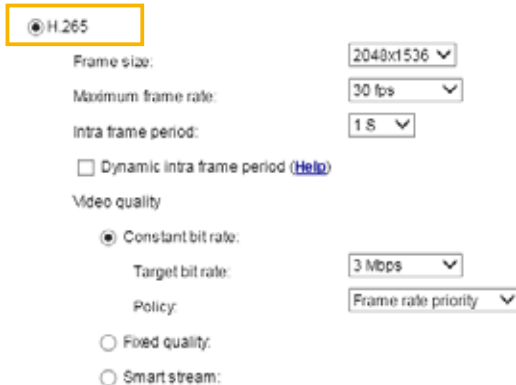 H.265
Frame size: 2048x1536
Maximum frame rate: 30 fps
Intra frame period: 1 S
Dynamic intra frame period (Help)
Video quality
Constant bit rate:
Target bit rate: 3 Mbps
Policy: Frame rate priority
Fixed quality:
Smart stream: